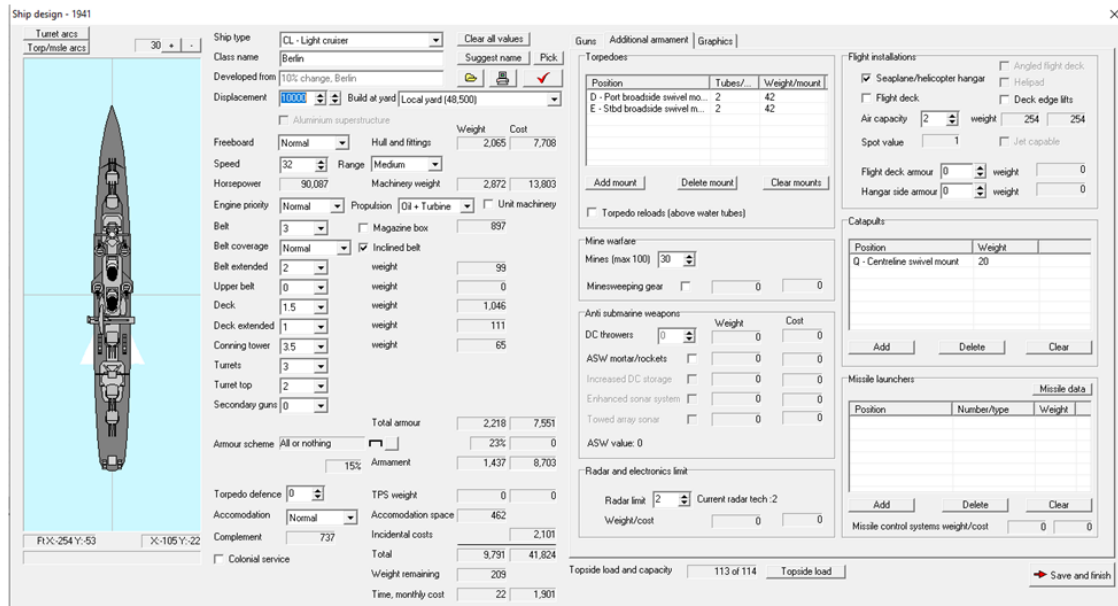 Ship design - 1941
Turret arcs
Torp/msle arcs
30 + -
Ft X:-254 Y:-53
X:-105 Y:-22
Ship type CL - Light cruiser Clear all values
Class name Berlin Suggest name Pick
Developed from 10% change, Berlin
Displacement 10000 Build at yard Local yard (48,500)
Aluminium superstructure
Weight Cost
Freeboard Normal Hull and fittings 2,065 7,708
Speed 32 Range Medium
Horsepower 90,087 Machinery weight 2,872 13,803
Engine priority Normal Propulsion Oil + Turbine Unit machinery
Belt 3 Magazine box 897
Belt coverage Normal Inclined belt
Belt extended 2 weight 99
Upper belt 0 weight 0
Deck 1.5 weight 1,046
Deck extended 1 weight 111
Conning tower 3.5 weight 65
Turrets 3
Turret top 2
Secondary guns 0
Total armour 2,218 7,551
Armour scheme All or nothing 23% 0
15% Armament 1,437 8,703
Torpedo defence 0 TPS weight 0 0
Accomodation Normal Accomodation space 462
Complement 737 Incidental costs 2,101
Colonial service Total 9,791 41,824
Weight remaining 209
Time, monthly cost 22 1,901
Guns Additional armament Graphics
Torpedoes
Position Tubes/... Weight/mount
D - Port broadside swivel mo... 2 42
E - Stbd broadside swivel m... 2 42
Add mount Delete mount Clear mounts
Torpedo reloads (above water tubes)
Mine warfare
Mines (max 100) 30
Minesweeping gear 0 0
Anti submarine weapons
Weight Cost
DC throwers 0 0 0
ASW mortar/rockets 0 0
Increased DC storage 0 0
Enhanced sonar system 0 0
Towed array sonar 0 0
ASW value: 0
Radar and electronics limit
Radar limit 2 Current radar tech :2
Weight/cost 0 0
Topside load and capacity 113 of 114 Topside load
Flight installations
Angled flight deck
Seaplane/helicopter hangar Helipad
Flight deck Deck edge lifts
Air capacity 2 weight 254 254
Spot value 1 Jet capable
Flight deck armour 0 weight 0
Hangar side armour 0 weight 0
Catapults
Position Weight
Q - Centreline swivel mount 20
Add Delete Clear
Missile launchers
Missile data
Position Number/type Weight
Add Delete Clear
Missile control systems weight/cost 0 0
Save and finish